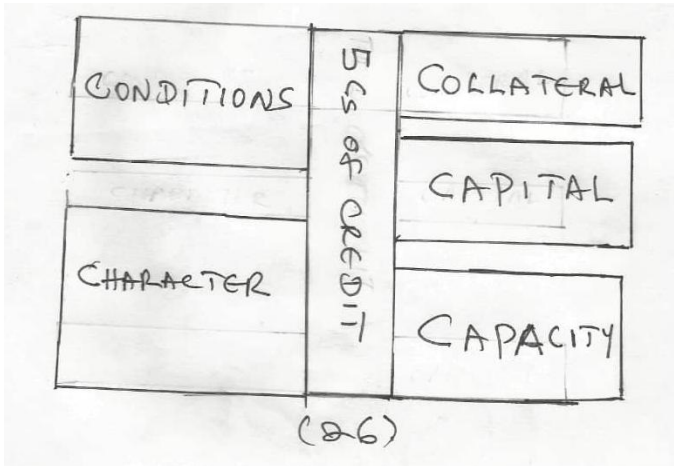 CONDITIONS
CHARACTER
5 Cs OF CREDIT
COLLATERAL
CAPITAL
CAPACITY
(26)